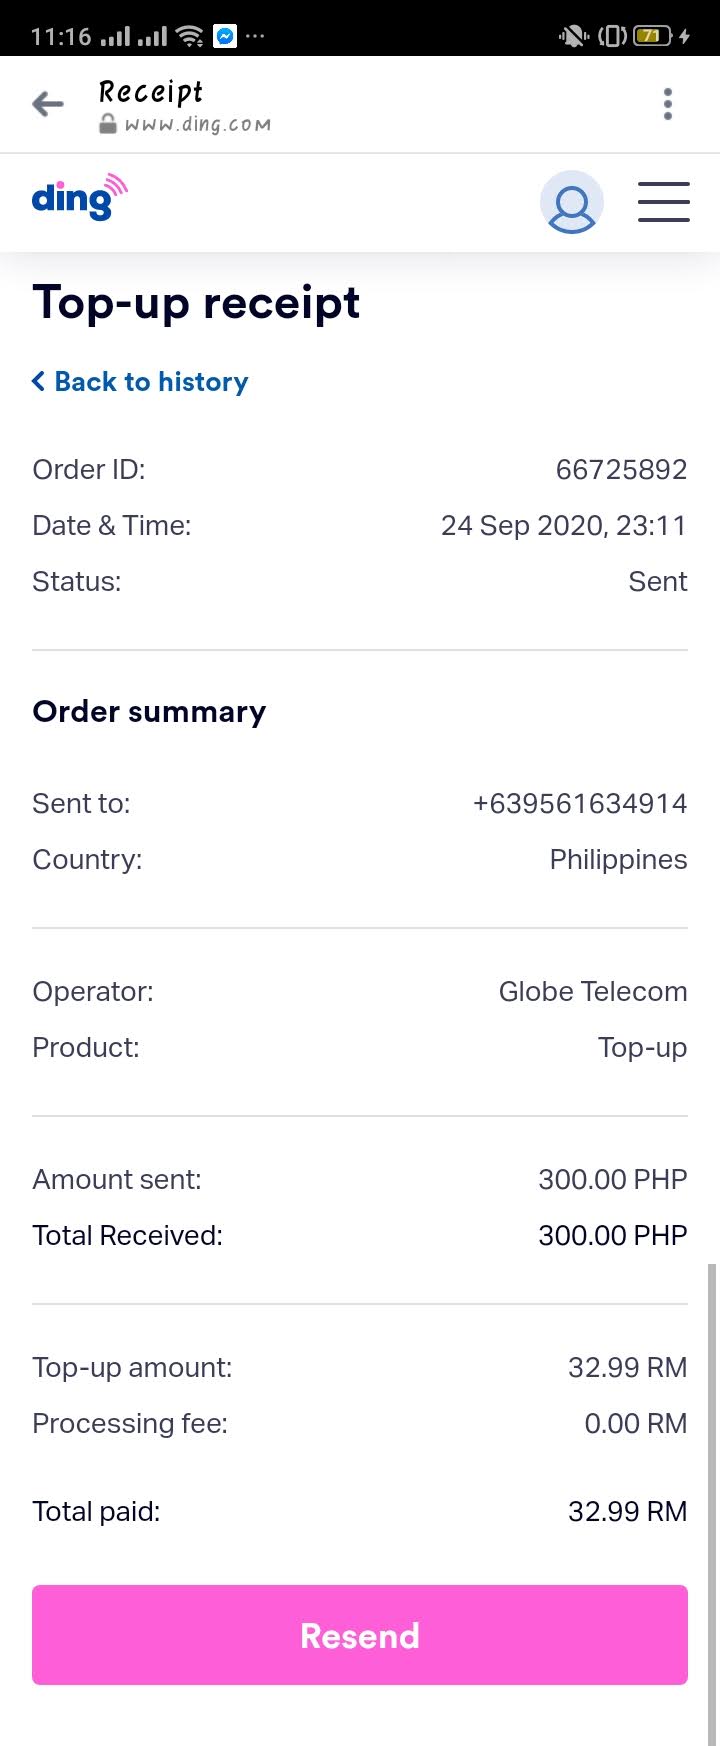 11:16 ...
71
Receipt
www.ding.com
ding
Top-up receipt
Back to history
Order ID: 66725892
Date & Time: 24 Sep 2020, 23:11
Status: Sent
Order summary
Sent to: +639561634914
Country: Philippines
Operator: Globe Telecom
Product: Top-up
Amount sent: 300.00 PHP
Total Received: 300.00 PHP
Top-up amount: 32.99 RM
Processing fee: 0.00 RM
Total paid: 32.99 RM
Resend